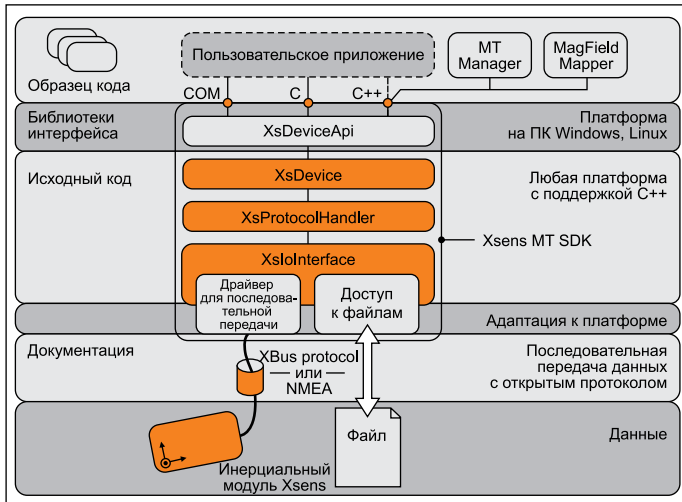 Образец кода
Пользовательское приложение
MT
Manager
MagField
Mapper
COM
C
C++
Библиотеки
интерфейса
XsDeviceApi
Платформа
на ПК Windows, Linux
Исходный код
XsDevice
Любая платформа
с поддержкой C++
XsProtocolHandler
Xsens MT SDK
XsIoInterface
Драйвер
для последова-
тельной
передачи
Доступ
к файлам
Адаптация к платформе
Документация
XBus protocol
— или —
NMEA
Последовательная
передача данных
с открытым протоколом
Файл
Данные
Инерциальный
модуль Xsens